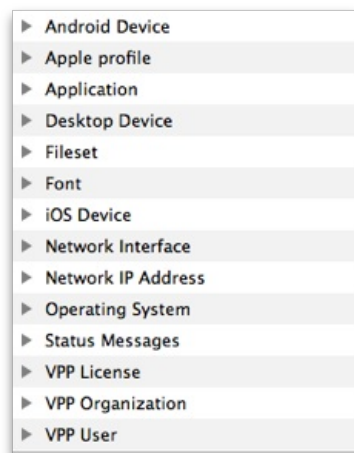 Android Device
Apple profile
Application
Desktop Device
Fileset
Font
iOS Device
Network Interface
Network IP Address
Operating System
Status Messages
VPP License
VPP Organization
VPP User